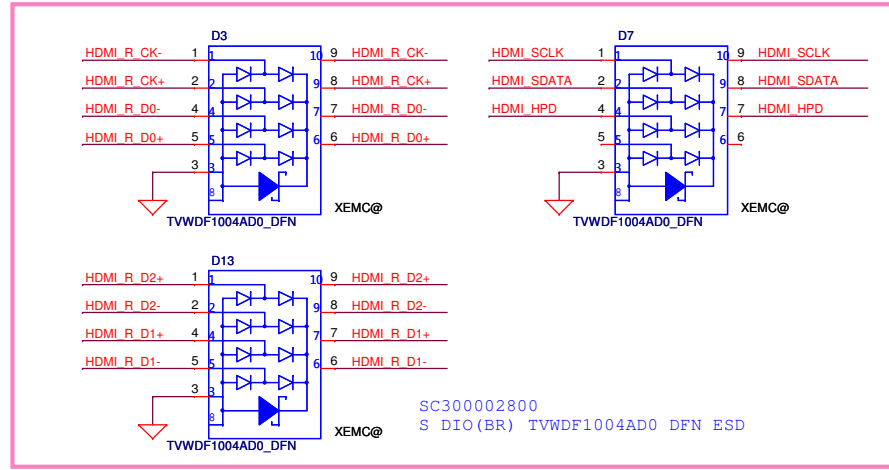 D3
HDMI_R_CK- 1 1 10 9 HDMI_R_CK-
HDMI_R_CK+ 2 2 9 8 HDMI_R_CK+
HDMI_R_D0- 4 4 7 7 HDMI_R_D0-
HDMI_R_D0+ 5 5 6 6 HDMI_R_D0+
3 3
8
XEMC@
TVWDF1004AD0_DFN
D7
HDMI_SCLK 1 1 10 9 HDMI_SCLK
HDMI_SDATA 2 2 9 8 HDMI_SDATA
HDMI_HPD 4 4 7 7 HDMI_HPD
5 5 6 6
3 3
8
XEMC@
TVWDF1004AD0_DFN
D13
HDMI_R_D2+ 1 1 10 9 HDMI_R_D2+
HDMI_R_D2- 2 2 9 8 HDMI_R_D2-
HDMI_R_D1+ 4 4 7 7 HDMI_R_D1+
HDMI_R_D1- 5 5 6 6 HDMI_R_D1-
3 3
8
XEMC@
TVWDF1004AD0_DFN
SC300002800
S DIO(BR) TVWDF1004AD0 DFN ESD